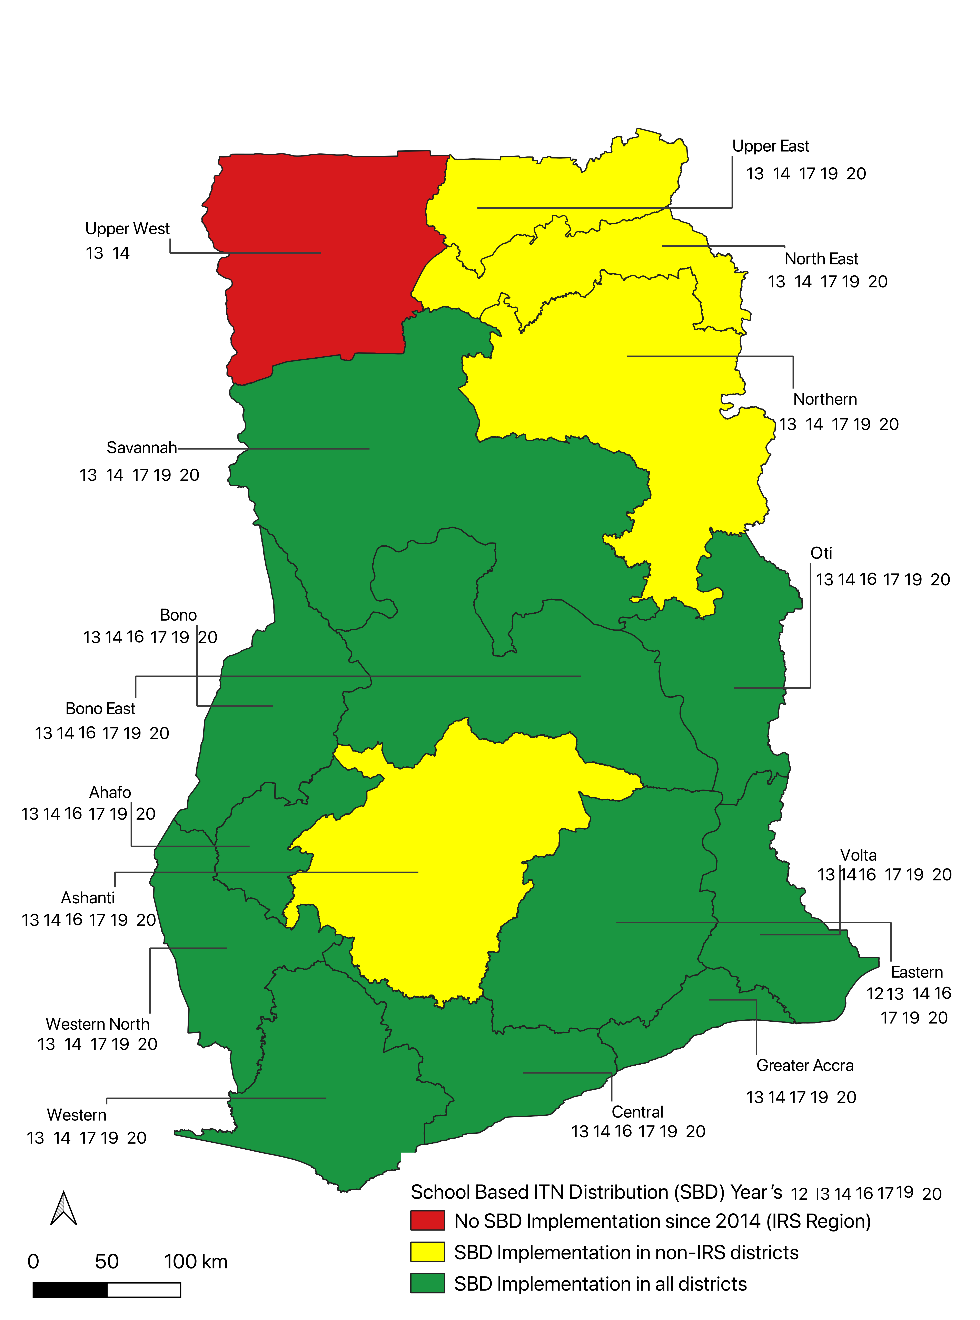 Upper East
13 14 17 19 20
Upper West
13 14
North East
13 14 17 19 20
Northern
13 14 17 19 20
Savannah
13 14 17 19 20
Oti
13 14 16 17 19 20
Bono
13 14 16 17 19 20
Bono East
13 14 16 17 19 20
Ahafo
13 14 16 17 19 20
Volta
13 14 16 17 19 20
Ashanti
13 14 16 17 19 20
Eastern
12 13 14 16
17 19 20
Western North
13 14 17 19 20
Greater Accra
13 14 17 19 20
Western
13 14 17 19 20
Central
13 14 16 17 19 20
School Based ITN Distribution (SBD) Year's 12 13 14 16 17 19 20
No SBD Implementation since 2014 (IRS Region)
SBD Implementation in non-IRS districts
SBD Implementation in all districts
0 50 100 km